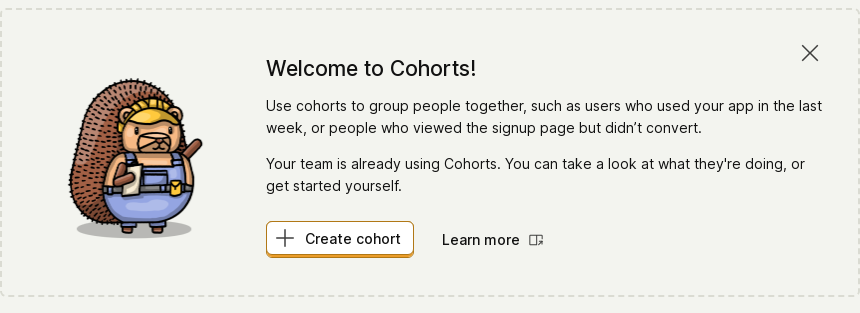 Welcome to Cohorts!
Use cohorts to group people together, such as users who used your app in the last
week, or people who viewed the signup page but didn’t convert.
Your team is already using Cohorts. You can take a look at what they're doing, or
get started yourself.
Create cohort
Learn more